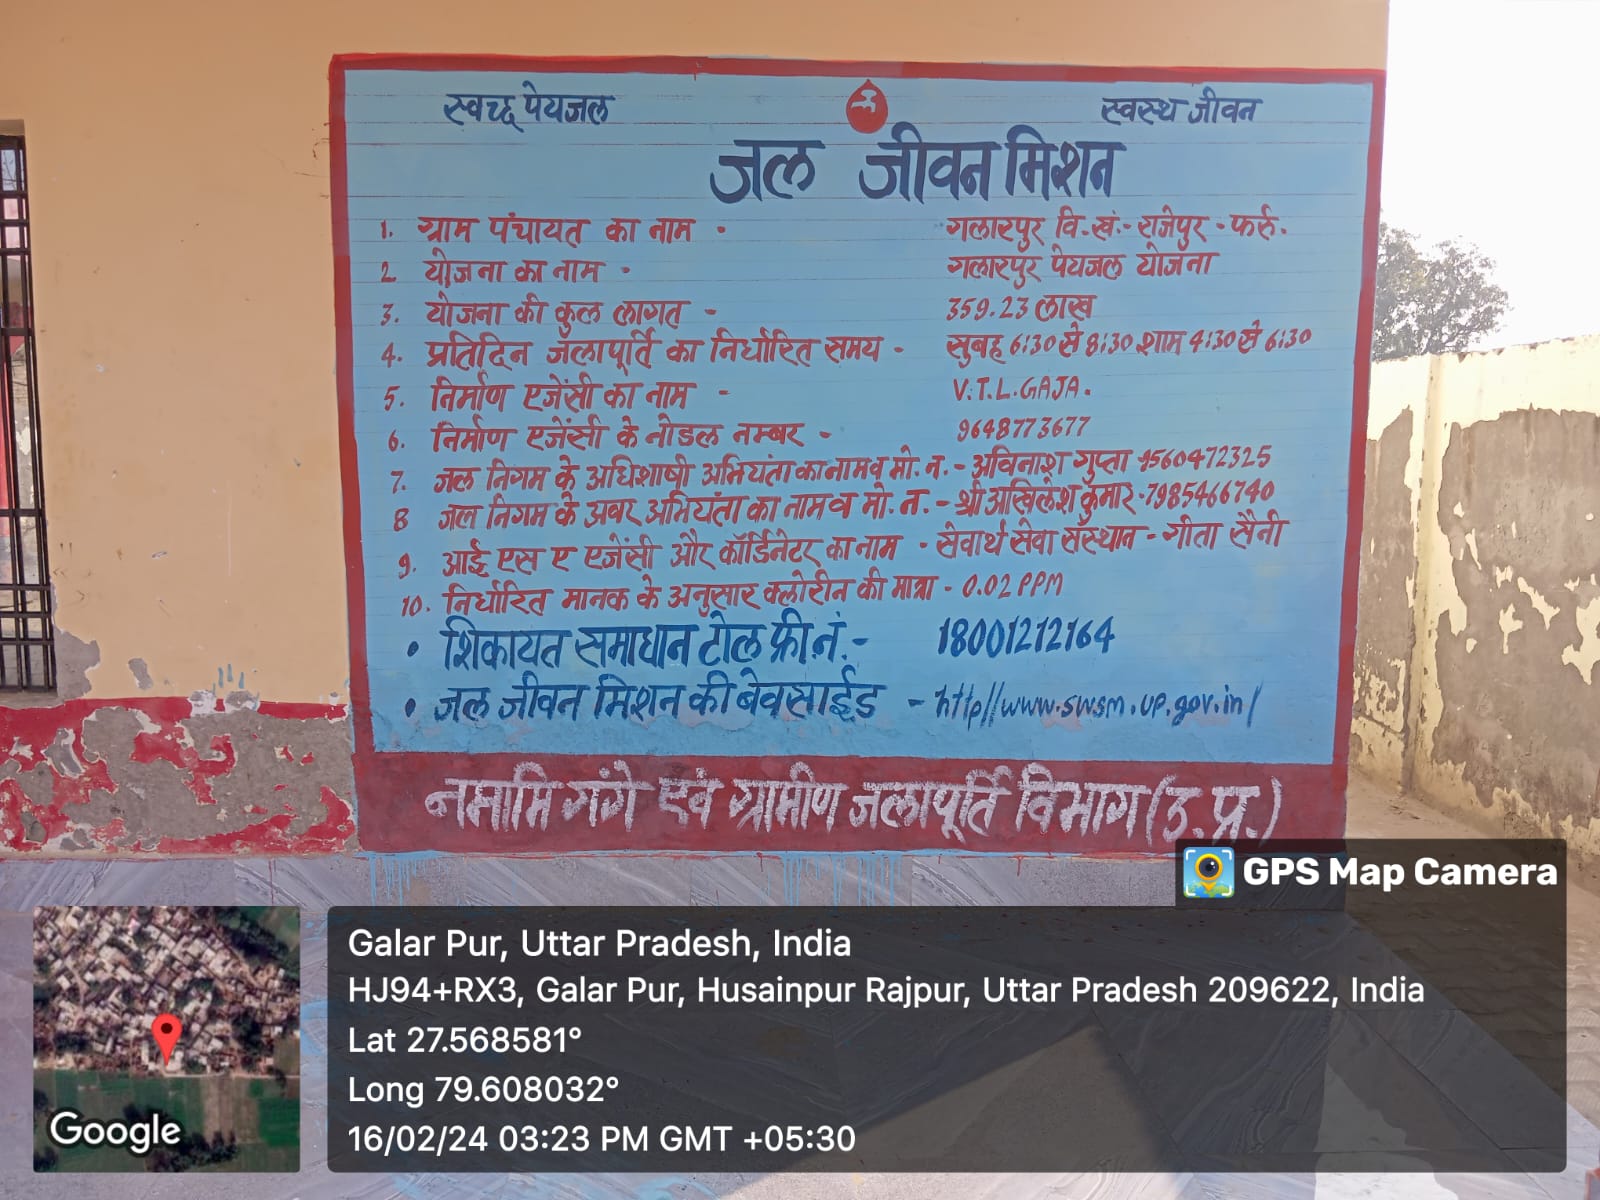 स्वच्छ पेयजल
स्वस्थ जीवन
जल जीवन मिशन
1. ग्राम पंचायत का नाम - गलारपुर वि.खं:- राजेपुर - फर्रु.
2 योजना का नाम - गलारपुर पेयजल योजना
3. योजना की कुल लागत - 359.23 लाख
4. प्रतिदिन जलापूर्ति का निर्धारित समय - सुबह 6:30 से 8:30 शाम 4:30 से 6:30
5. निर्माण एजेंसी का नाम - V.T.L.GAJA.
6. निर्माण एजेंसी के नोडल नम्बर - 9648773677
7. जल निगम के अधिशाषी अभियंता का नाम व मो. न. - अविनाश गुप्ता 9560472325
8 जल निगम के अवर अभियंता का नाम व मो. न. - श्री अखिलेश कुमार - 7985466740
9. आई एस ए एजेंसी और कॉर्डिनेटर का नाम - सेवार्थ सेवा संस्थान - गीता सैनी
10. निर्धारित मानक के अनुसार क्लोरीन की मात्रा - 0.02 PPM
• शिकायत समाधान टोल फ्री.नं. - 18001212164
• जल जीवन मिशन की बेवसाईड - http//www.swsm.up.gov.in/
नमामि गंगे एवं ग्रामीण जलापूर्ति विभाग (उ.प्र.)
GPS Map Camera
Galar Pur, Uttar Pradesh, India
HJ94+RX3, Galar Pur, Husainpur Rajpur, Uttar Pradesh 209622, India
Lat 27.568581°
Long 79.608032°
16/02/24 03:23 PM GMT +05:30
Google